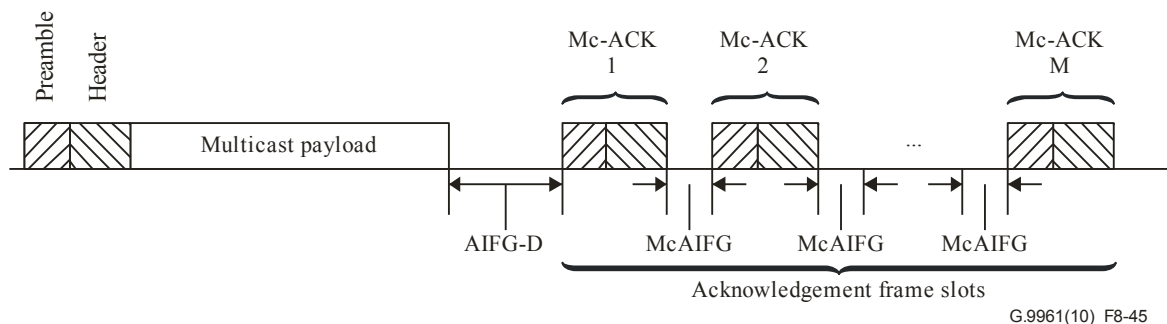 Preamble
Header
Mc-ACK
1
Mc-ACK
2
Mc-ACK
M
Multicast payload
...
AIFG-D
McAIFG
McAIFG
McAIFG
Acknowledgement frame slots
G.9961(10)_F8-45